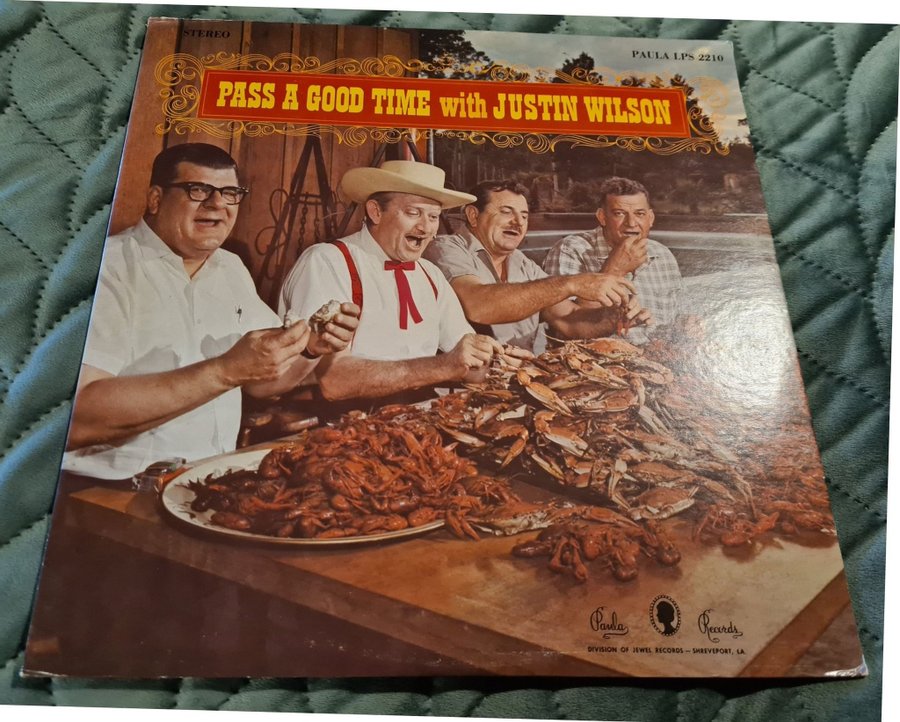 STEREO
PAULA LPS 2210
PASS A GOOD TIME with JUSTIN WILSON
Paula Records
DIVISION OF JEWEL RECORDS — SHREVEPORT, LA.